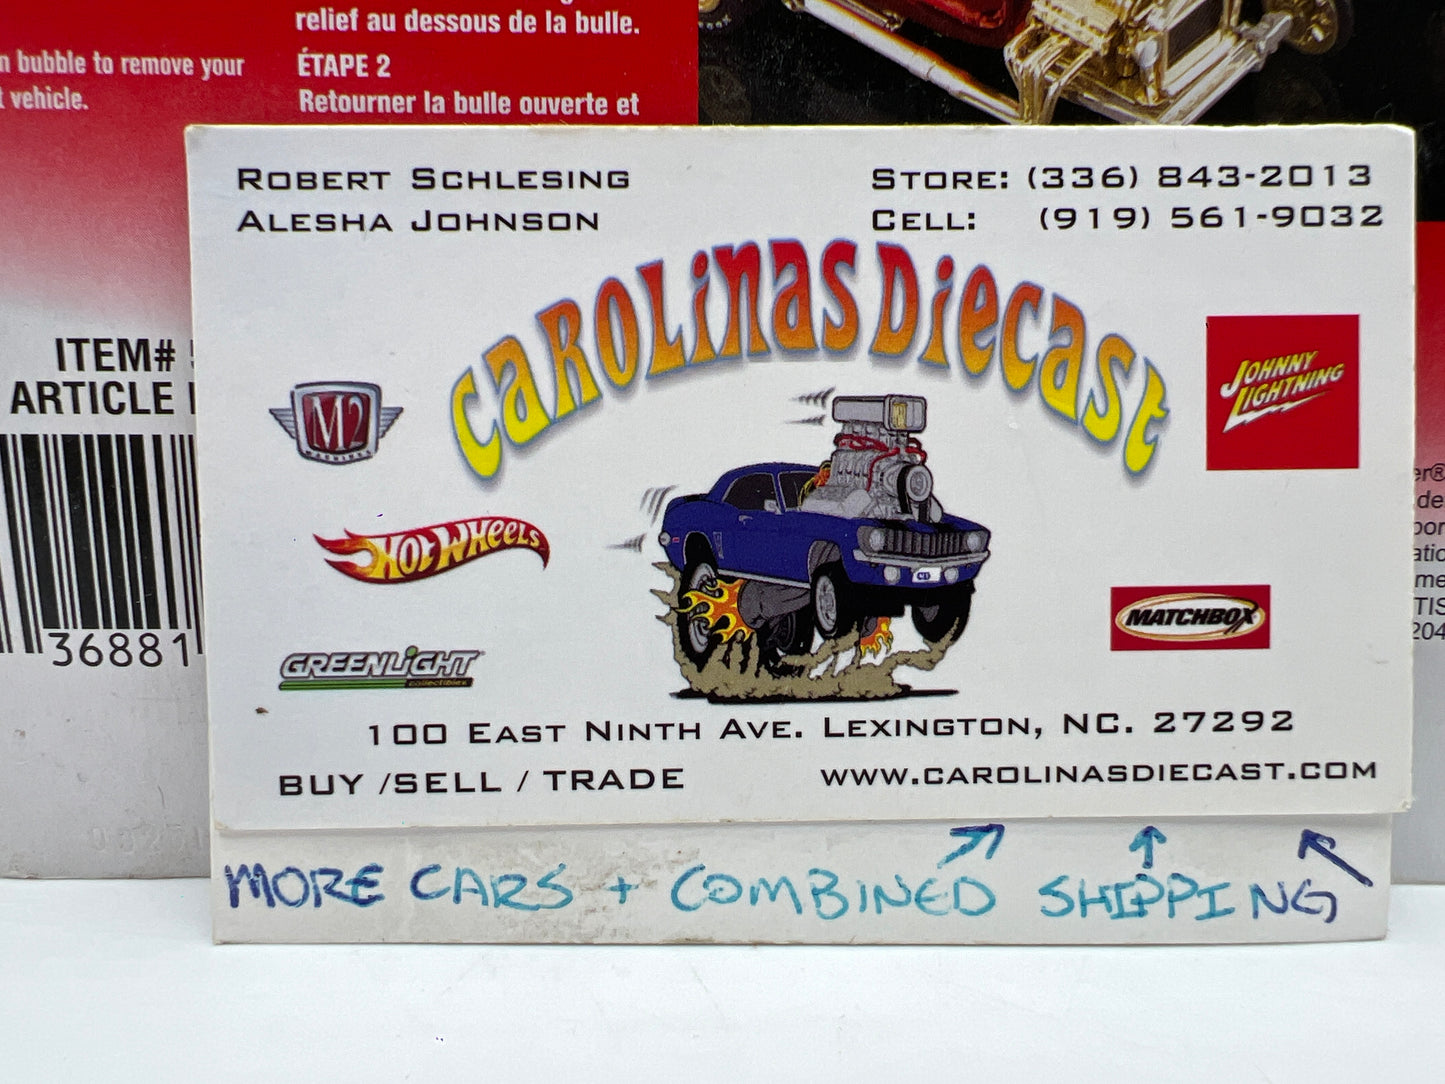 relief au dessous de la bulle.
bubble to remove your
ÉTAPE 2
vehicle.
Retourner la bulle ouverte et
ROBERT SCHLESING
STORE: (336) 843-2013
ALESHA JOHNSON
CELL: (919) 561-9032
CAROLINAS DIECAST
JOHNNY
LIGHTNING
ITEM#
ARTICLE
M2
MACHINES
HOT WHEELS
MATCHBOX
36881
GREENLIGHT
collectibles
100 EAST NINTH AVE. LEXINGTON, NC. 27292
BUY /SELL / TRADE
WWW.CAROLINASDIECAST.COM
MORE CARS + COMBINED SHIPPING